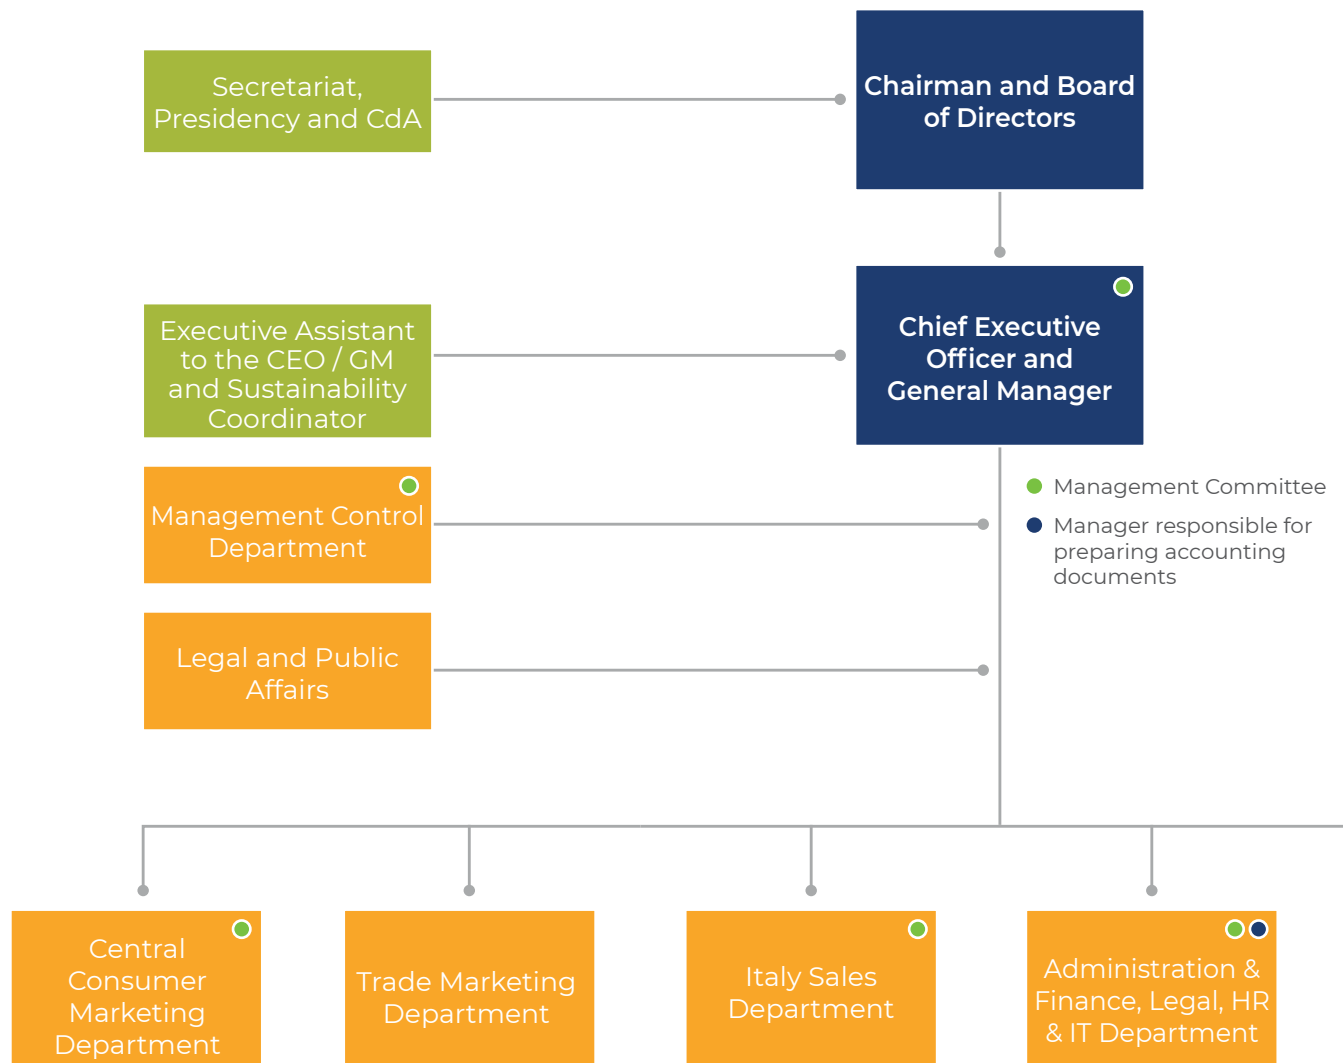 Secretariat,
Presidency and CdA
Chairman and Board
of Directors
Executive Assistant
to the CEO / GM
and Sustainability
Coordinator
Chief Executive
Officer and
General Manager
Management Control
Department
Management Committee
Manager responsible for
preparing accounting
documents
Legal and Public
Affairs
Central
Consumer
Marketing
Department
Trade Marketing
Department
Italy Sales
Department
Administration &
Finance, Legal, HR
& IT Department